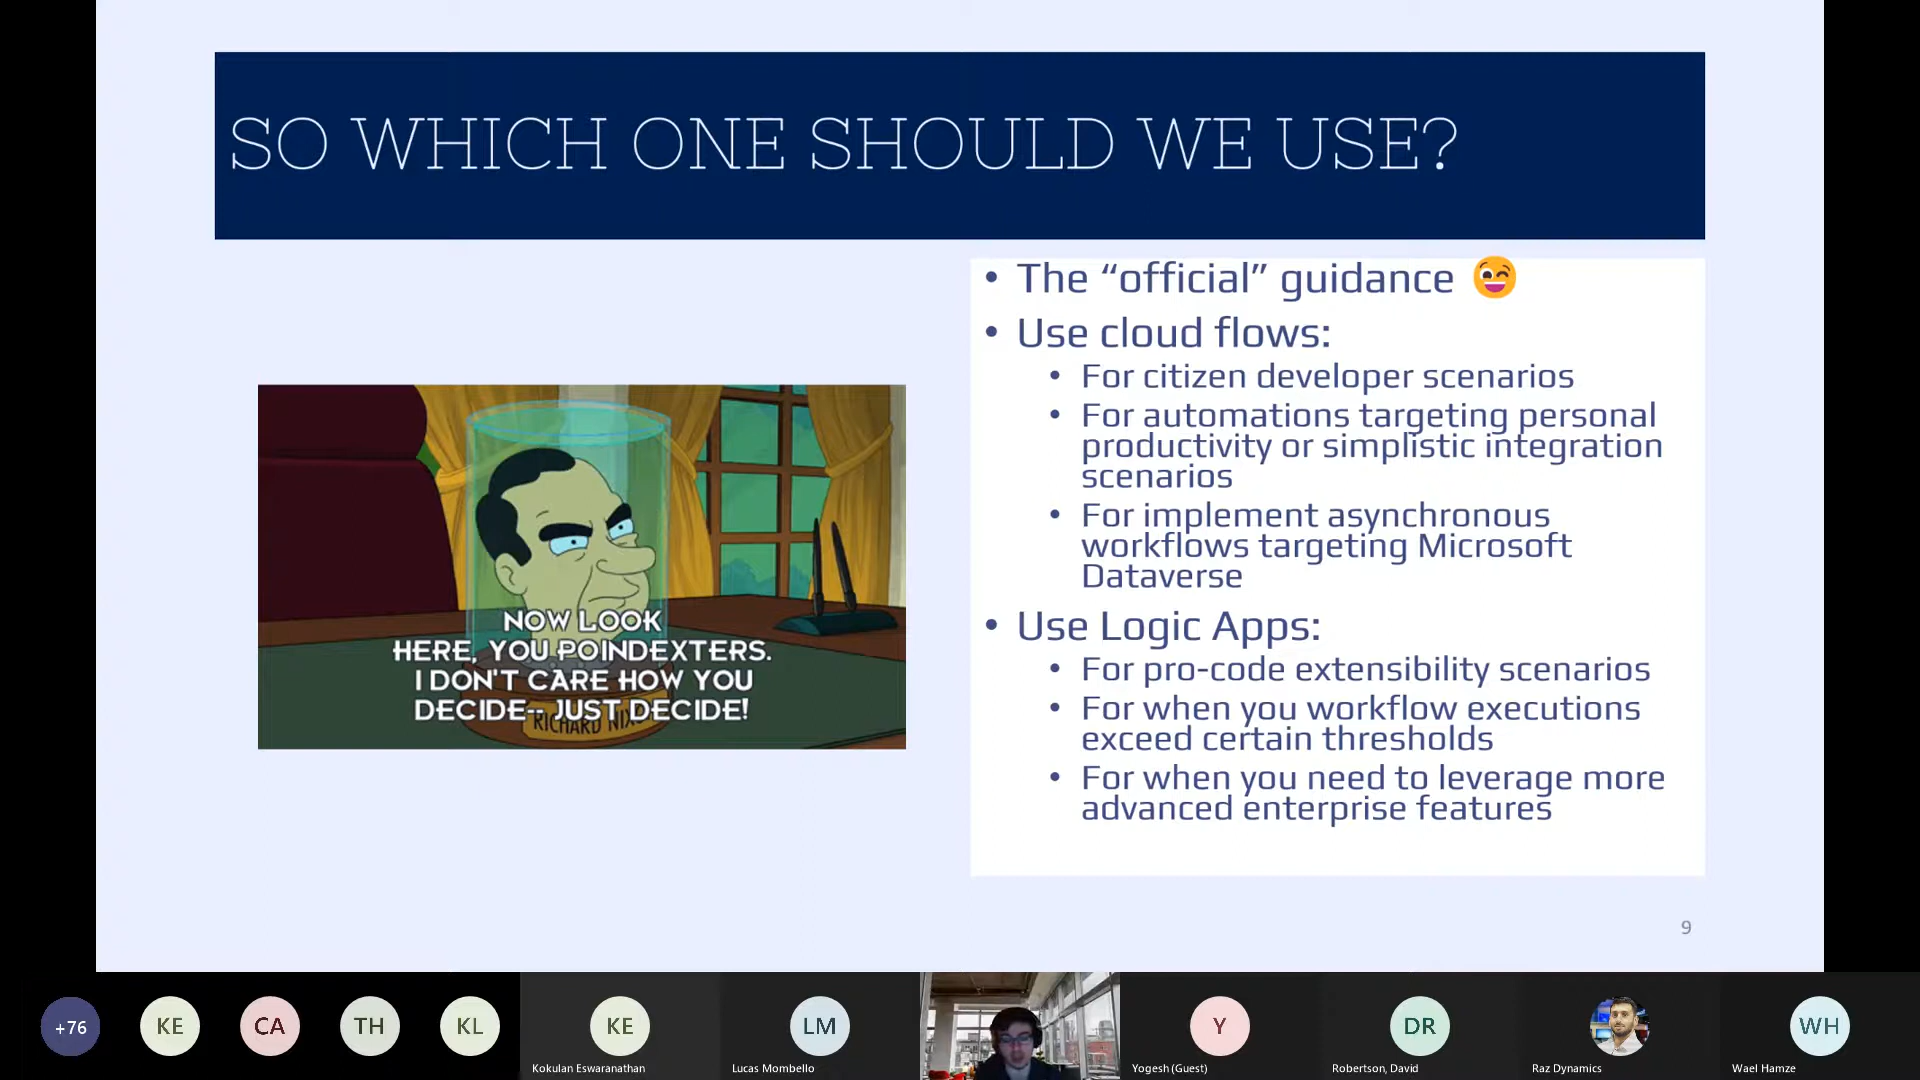 SO WHICH ONE SHOULD WE USE?
• The “official” guidance 😉
• Use cloud flows:
• For citizen developer scenarios
• For automations targeting personal
productivity or simplistic integration
scenarios
• For implement asynchronous
workflows targeting Microsoft
Dataverse
• Use Logic Apps:
• For pro-code extensibility scenarios
• For when you workflow executions
exceed certain thresholds
• For when you need to leverage more
advanced enterprise features
NOW LOOK
HERE, YOU POINDEXTERS.
I DON'T CARE HOW YOU
DECIDE-- JUST DECIDE!
RICHARD
9
+76
KE
CA
TH
KL
KE
LM
Y
DR
WH
Kokulan Eswaranathan
Lucas Mombello
Yogesh (Guest)
Robertson, David
Raz Dynamics
Wael Hamze